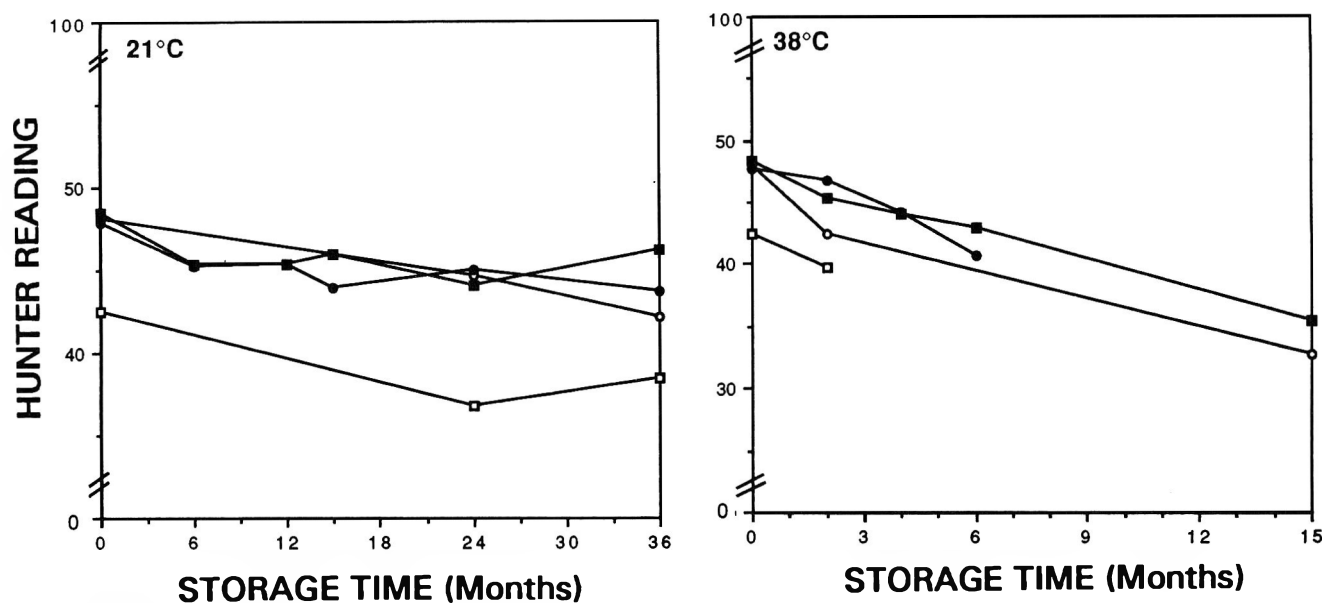 100
21°C
50
40
0
0 6 12 18 24 30 36
HUNTER READING
STORAGE TIME (Months)
100
38°C
50
40
30
0
0 3 6 9 12 15
STORAGE TIME (Months)